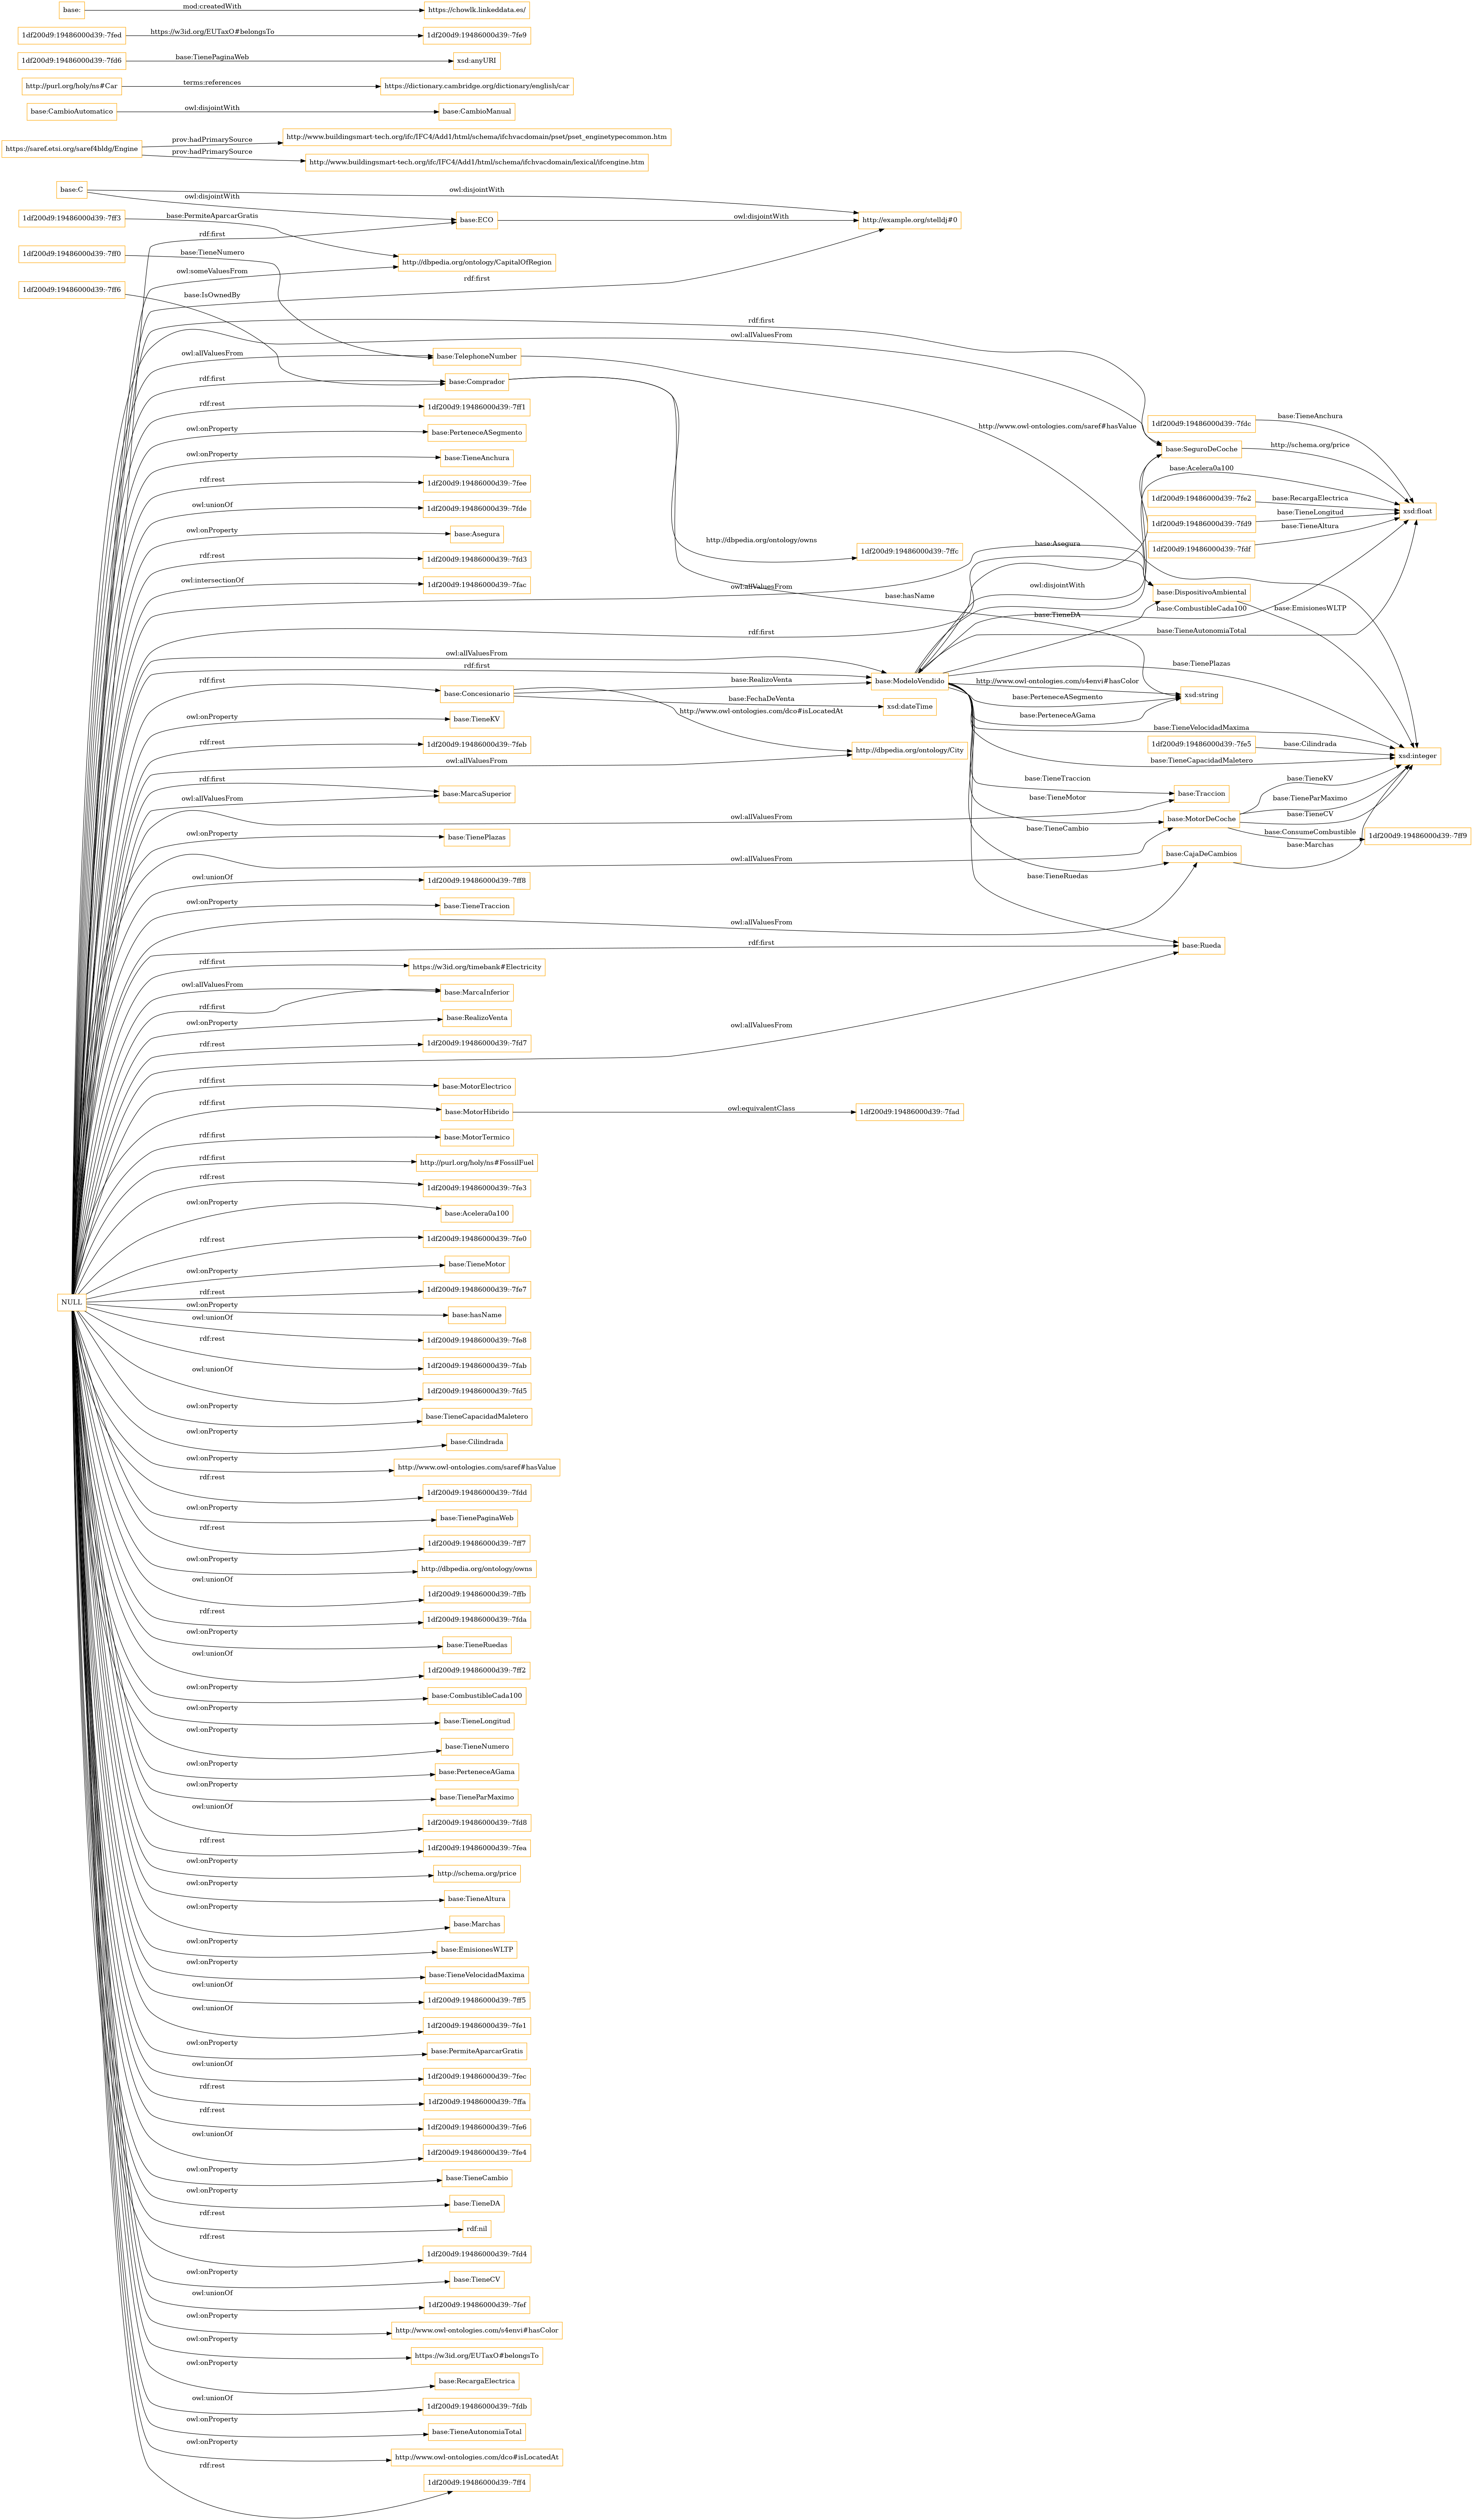 base:
mod:createdWith
https://chowlk.linkeddata.es/
1df200d9:19486000d39:-7fed
https://w3id.org/EUTaxO#belongsTo
1df200d9:19486000d39:-7fe9
1df200d9:19486000d39:-7fd6
base:TienePaginaWeb
xsd:anyURI
http://purl.org/holy/ns#Car
terms:references
https://dictionary.cambridge.org/dictionary/english/car
base:CambioAutomatico
owl:disjointWith
base:CambioManual
https://saref.etsi.org/saref4bldg/Engine
prov:hadPrimarySource
http://www.buildingsmart-tech.org/ifc/IFC4/Add1/html/schema/ifchvacdomain/pset/pset_enginetypecommon.htm
prov:hadPrimarySource
http://www.buildingsmart-tech.org/ifc/IFC4/Add1/html/schema/ifchvacdomain/lexical/ifcengine.htm
base:C
owl:disjointWith
owl:disjointWith
1df200d9:19486000d39:-7ff3
base:PermiteAparcarGratis
base:ECO
owl:disjointWith
http://example.org/stelldj#0
rdf:first
1df200d9:19486000d39:-7ff0
base:TieneNumero
http://dbpedia.org/ontology/CapitalOfRegion
owl:someValuesFrom
rdf:first
1df200d9:19486000d39:-7ff6
base:IsOwnedBy
rdf:first
owl:allValuesFrom
owl:allValuesFrom
base:TelephoneNumber
rdf:first
base:Comprador
rdf:rest
1df200d9:19486000d39:-7ff1
base:TieneAnchura
1df200d9:19486000d39:-7fdc
http://www.owl-ontologies.com/saref#hasValue
owl:onProperty
base:PerteneceASegmento
base:SeguroDeCoche
http://schema.org/price
owl:onProperty
base:TieneAnchura
base:Acelera0a100
rdf:rest
1df200d9:19486000d39:-7fee
1df200d9:19486000d39:-7fe2
base:RecargaElectrica
xsd:float
owl:unionOf
1df200d9:19486000d39:-7fde
1df200d9:19486000d39:-7fd9
base:TieneLongitud
owl:onProperty
base:Asegura
http://dbpedia.org/ontology/owns
1df200d9:19486000d39:-7ffc
base:Asegura
1df200d9:19486000d39:-7fdf
base:TieneAltura
rdf:rest
1df200d9:19486000d39:-7fd3
owl:intersectionOf
1df200d9:19486000d39:-7fac
owl:allValuesFrom
base:hasName
owl:disjointWith
base:DispositivoAmbiental
base:CombustibleCada100
base:EmisionesWLTP
base:TieneDA
rdf:first
base:TieneAutonomiaTotal
owl:allValuesFrom
rdf:first
base:RealizoVenta
base:ModeloVendido
base:TienePlazas
http://www.owl-ontologies.com/s4envi#hasColor
rdf:first
base:Concesionario
base:FechaDeVenta
xsd:dateTime
base:PerteneceASegmento
xsd:string
http://www.owl-ontologies.com/dco#isLocatedAt
base:PerteneceAGama
owl:onProperty
base:TieneKV
base:TieneVelocidadMaxima
rdf:rest
1df200d9:19486000d39:-7feb
http://dbpedia.org/ontology/City
1df200d9:19486000d39:-7fe5
base:Cilindrada
xsd:integer
owl:allValuesFrom
base:TieneCapacidadMaletero
rdf:first
base:MarcaSuperior
owl:allValuesFrom
base:TieneTraccion
base:Traccion
base:TieneKV
base:TieneMotor
base:MotorDeCoche
base:TieneParMaximo
base:TieneCV
owl:allValuesFrom
owl:onProperty
base:TienePlazas
base:TieneCambio
base:ConsumeCombustible
1df200d9:19486000d39:-7ff9
base:Marchas
owl:allValuesFrom
base:CajaDeCambios
owl:unionOf
1df200d9:19486000d39:-7ff8
base:TieneRuedas
owl:onProperty
base:TieneTraccion
owl:allValuesFrom
rdf:first
base:Rueda
rdf:first
https://w3id.org/timebank#Electricity
owl:allValuesFrom
base:MarcaInferior
rdf:first
owl:onProperty
base:RealizoVenta
owl:allValuesFrom
rdf:rest
1df200d9:19486000d39:-7fd7
rdf:first
base:MotorElectrico
rdf:first
base:MotorHibrido
owl:equivalentClass
1df200d9:19486000d39:-7fad
rdf:first
base:MotorTermico
rdf:first
http://purl.org/holy/ns#FossilFuel
rdf:rest
1df200d9:19486000d39:-7fe3
owl:onProperty
base:Acelera0a100
rdf:rest
1df200d9:19486000d39:-7fe0
owl:onProperty
base:TieneMotor
NULL
rdf:rest
1df200d9:19486000d39:-7fe7
owl:onProperty
base:hasName
owl:unionOf
1df200d9:19486000d39:-7fe8
rdf:rest
1df200d9:19486000d39:-7fab
owl:unionOf
1df200d9:19486000d39:-7fd5
owl:onProperty
base:TieneCapacidadMaletero
owl:onProperty
base:Cilindrada
owl:onProperty
http://www.owl-ontologies.com/saref#hasValue
rdf:rest
1df200d9:19486000d39:-7fdd
owl:onProperty
base:TienePaginaWeb
rdf:rest
1df200d9:19486000d39:-7ff7
owl:onProperty
http://dbpedia.org/ontology/owns
owl:unionOf
1df200d9:19486000d39:-7ffb
rdf:rest
1df200d9:19486000d39:-7fda
owl:onProperty
base:TieneRuedas
owl:unionOf
1df200d9:19486000d39:-7ff2
owl:onProperty
base:CombustibleCada100
owl:onProperty
base:TieneLongitud
owl:onProperty
base:TieneNumero
owl:onProperty
base:PerteneceAGama
owl:onProperty
base:TieneParMaximo
owl:unionOf
1df200d9:19486000d39:-7fd8
rdf:rest
1df200d9:19486000d39:-7fea
owl:onProperty
http://schema.org/price
owl:onProperty
base:TieneAltura
owl:onProperty
base:Marchas
owl:onProperty
base:EmisionesWLTP
owl:onProperty
base:TieneVelocidadMaxima
owl:unionOf
1df200d9:19486000d39:-7ff5
owl:unionOf
1df200d9:19486000d39:-7fe1
owl:onProperty
base:PermiteAparcarGratis
owl:unionOf
1df200d9:19486000d39:-7fec
rdf:rest
1df200d9:19486000d39:-7ffa
rdf:rest
1df200d9:19486000d39:-7fe6
owl:unionOf
1df200d9:19486000d39:-7fe4
owl:onProperty
base:TieneCambio
owl:onProperty
base:TieneDA
rdf:rest
rdf:nil
rdf:rest
1df200d9:19486000d39:-7fd4
owl:onProperty
base:TieneCV
owl:unionOf
1df200d9:19486000d39:-7fef
owl:onProperty
http://www.owl-ontologies.com/s4envi#hasColor
owl:onProperty
https://w3id.org/EUTaxO#belongsTo
owl:onProperty
base:RecargaElectrica
owl:unionOf
1df200d9:19486000d39:-7fdb
owl:onProperty
base:TieneAutonomiaTotal
owl:onProperty
http://www.owl-ontologies.com/dco#isLocatedAt
rdf:rest
1df200d9:19486000d39:-7ff4